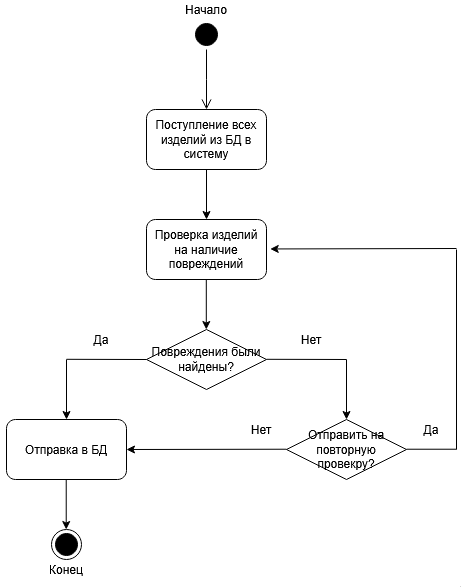 Начало
Поступление всех
изделий из БД в
систему
Проверка изделий
на наличие
повреждений
Да
Повреждения были
найдены?
Нет
Отправка в БД
Нет
Отправить на
повторную
провекру?
Да
Конец